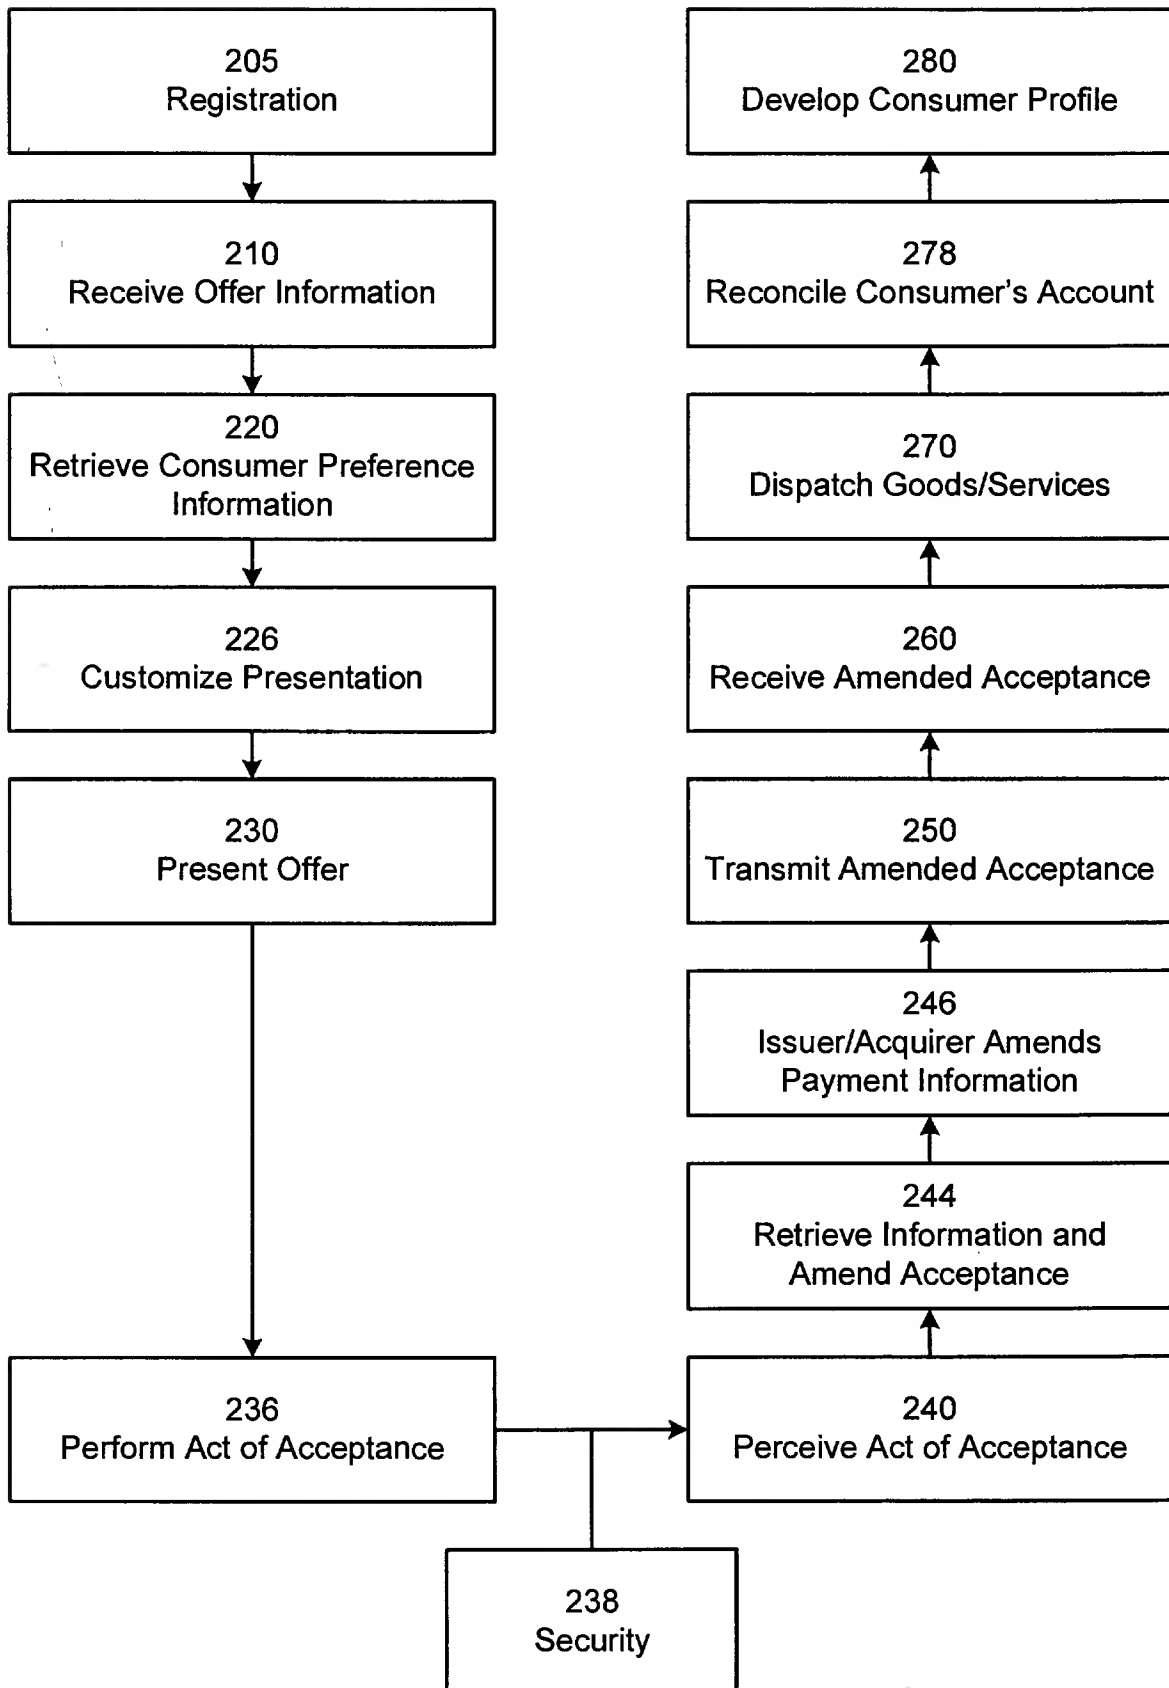 205
Registration
210
Receive Offer Information
220
Retrieve Consumer Preference
Information
226
Customize Presentation
230
Present Offer
236
Perform Act of Acceptance
238
Security
240
Perceive Act of Acceptance
244
Retrieve Information and
Amend Acceptance
246
Issuer/Acquirer Amends
Payment Information
250
Transmit Amended Acceptance
260
Receive Amended Acceptance
270
Dispatch Goods/Services
278
Reconcile Consumer's Account
280
Develop Consumer Profile